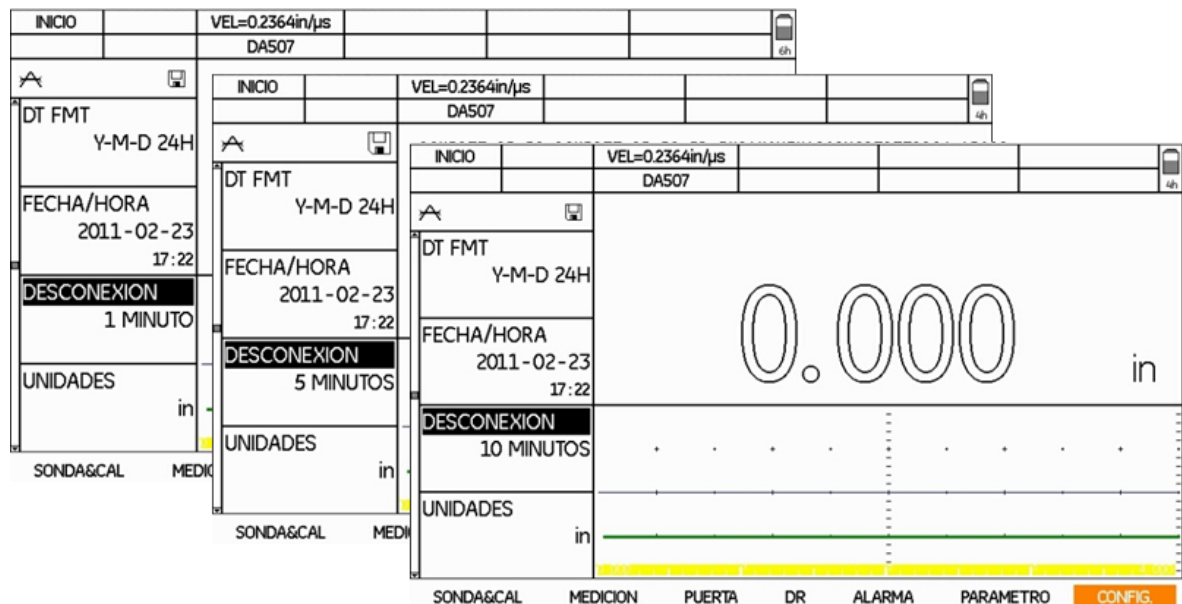 INICIO VEL=0.2364in/µs
DA507
6h
DT FMT
Y-M-D 24H
FECHA/HORA
2011-02-23
17:22
DESCONEXION
1 MINUTO
UNIDADES
in
SONDA&CAL
INICIO VEL=0.2364in/µs
DA507
4h
DT FMT
Y-M-D 24H
FECHA/HORA
2011-02-23
17:22
DESCONEXION
5 MINUTOS
UNIDADES
in
SONDA&CAL
INICIO VEL=0.2364in/µs
DA507
4h
DT FMT
Y-M-D 24H
FECHA/HORA
2011-02-23
17:22
DESCONEXION
10 MINUTOS
UNIDADES
in
0.000
in
SONDA&CAL MEDICION PUERTA DR ALARMA PARAMETRO CONFIG.